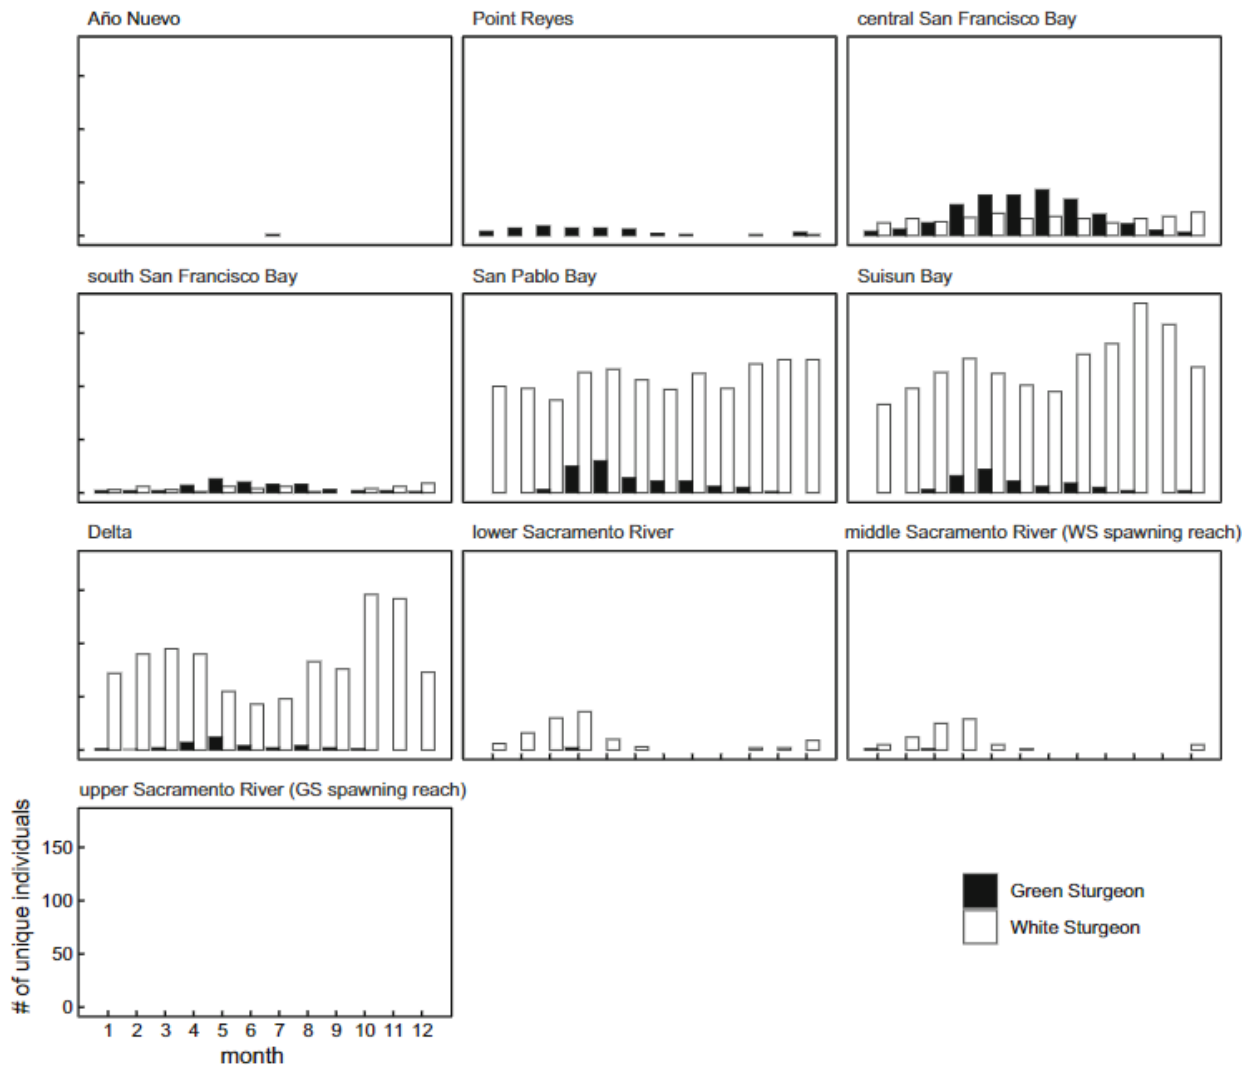 Año Nuevo
Point Reyes
central San Francisco Bay
south San Francisco Bay
San Pablo Bay
Suisun Bay
Delta
lower Sacramento River
middle Sacramento River (WS spawning reach)
upper Sacramento River (GS spawning reach)
# of unique individuals
150
100
50
0
1 2 3 4 5 6 7 8 9 10 11 12
month
Green Sturgeon
White Sturgeon